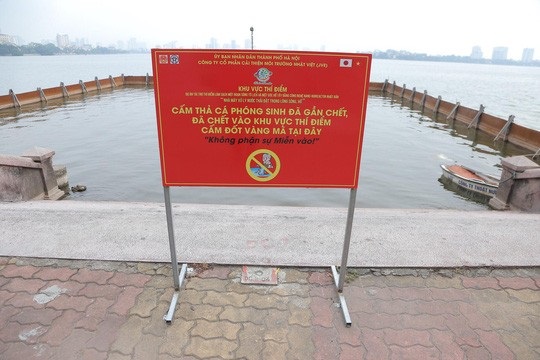 ỦY BAN NHÂN DÂN THÀNH PHỐ HÀ NỘI
CÔNG TY CỔ PHẦN CẢI THIỆN MÔI TRƯỜNG NHẬT VIỆT (JVE)
KHU VỰC THÍ ĐIỂM
CẤM THẢ CÁ PHÓNG SINH ĐÃ GẦN CHẾT,
ĐÃ CHẾT VÀO KHU VỰC THÍ ĐIỂM
CẤM ĐỐT VÀNG MÃ TẠI ĐÂY
"Không phận sự Miễn vào!"
CÔNG TY